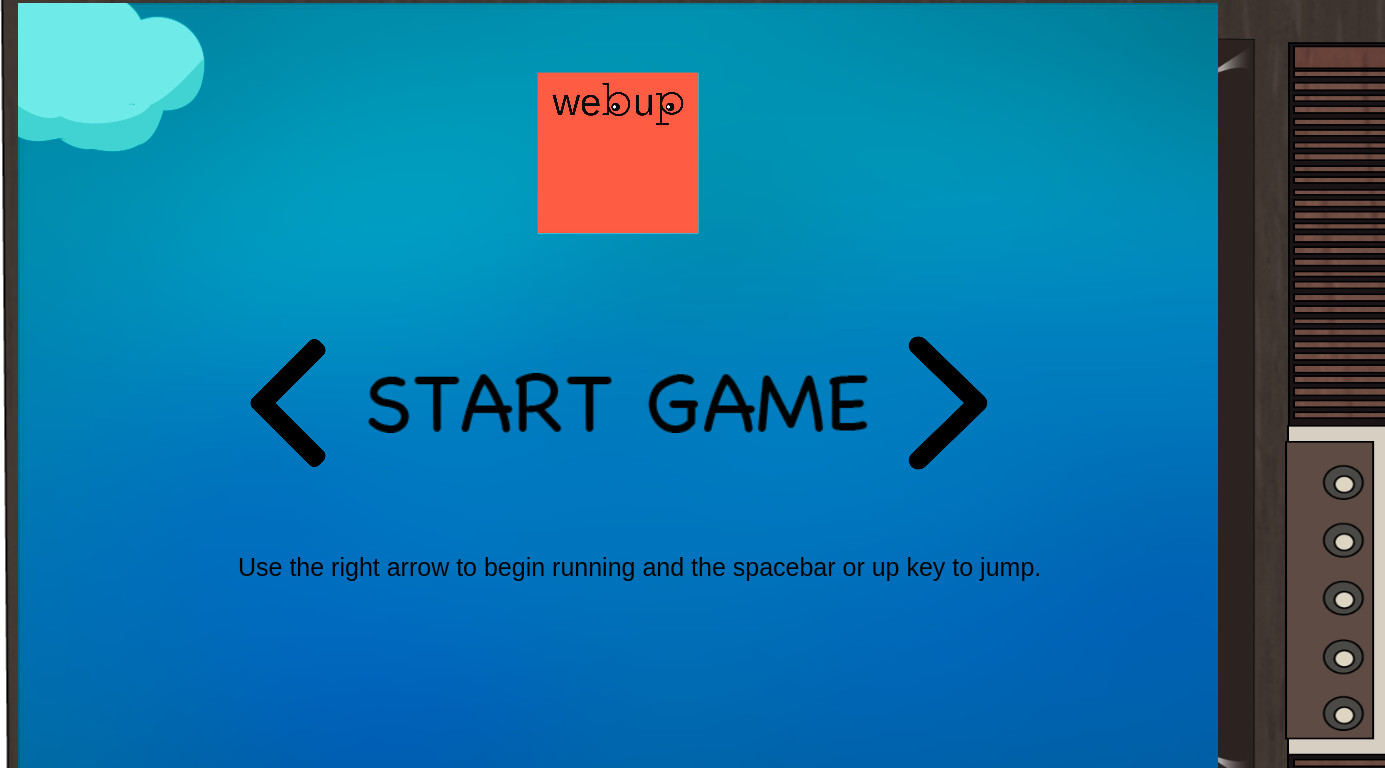 webup
START GAME
Use the right arrow to begin running and the spacebar or up key to jump.